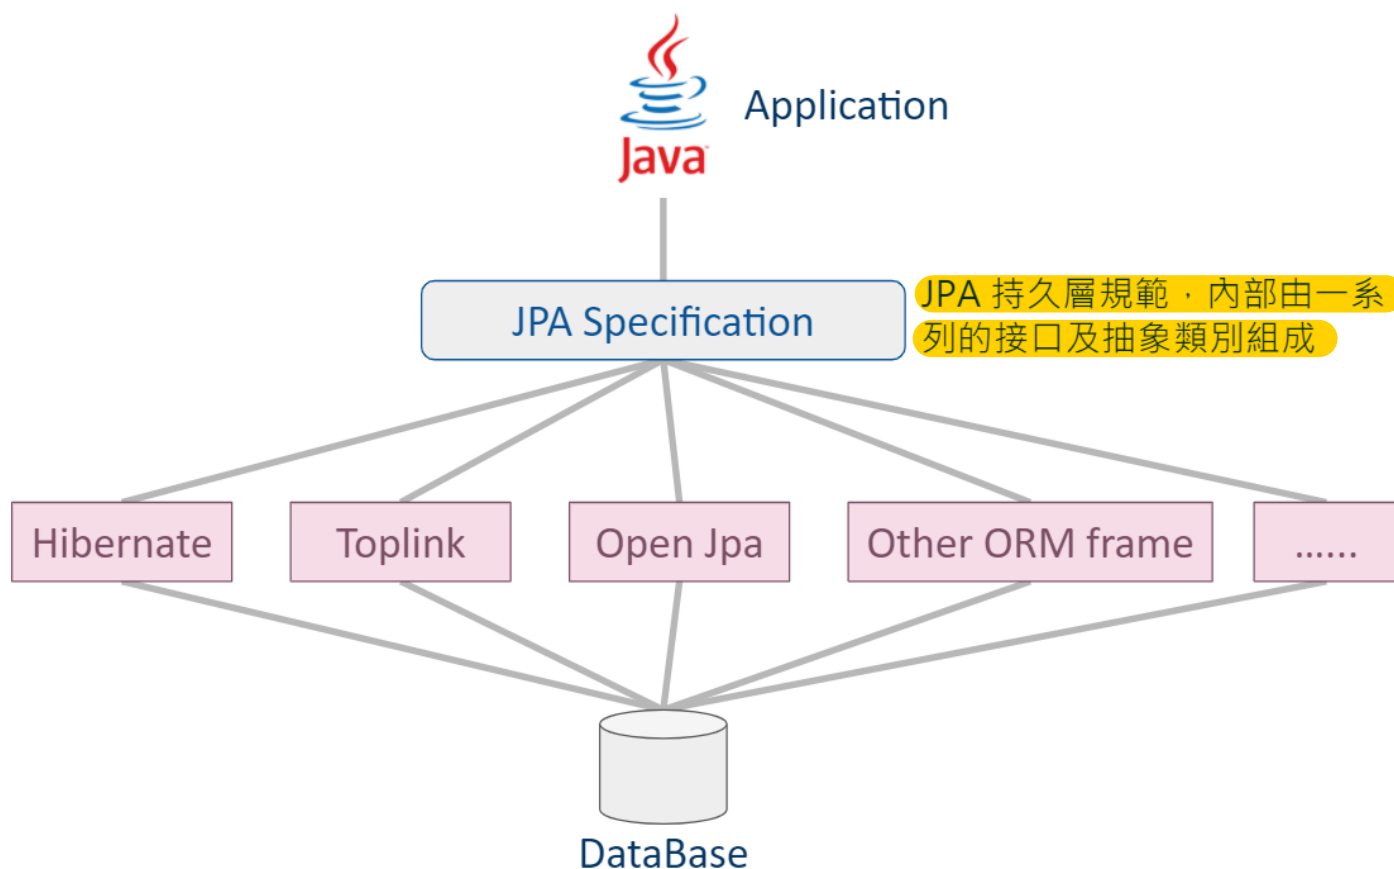 Java
Application
JPA Specification
JPA 持久層規範，內部由一系
列的接口及抽象類別組成
Hibernate
Toplink
Open Jpa
Other ORM frame
......
DataBase